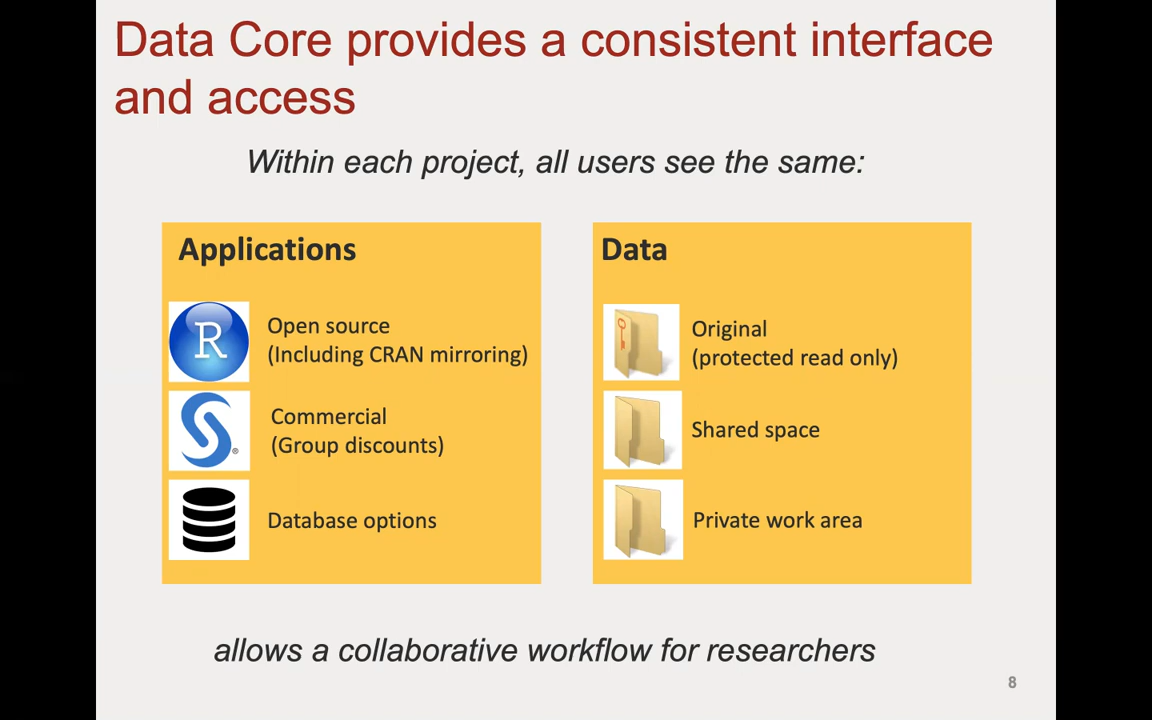 Data Core provides a consistent interface
and access
Within each project, all users see the same:
Applications
R
Open source
(Including CRAN mirroring)
S®
Commercial
(Group discounts)
Database options
Data
Original
(protected read only)
Shared space
Private work area
allows a collaborative workflow for researchers
8